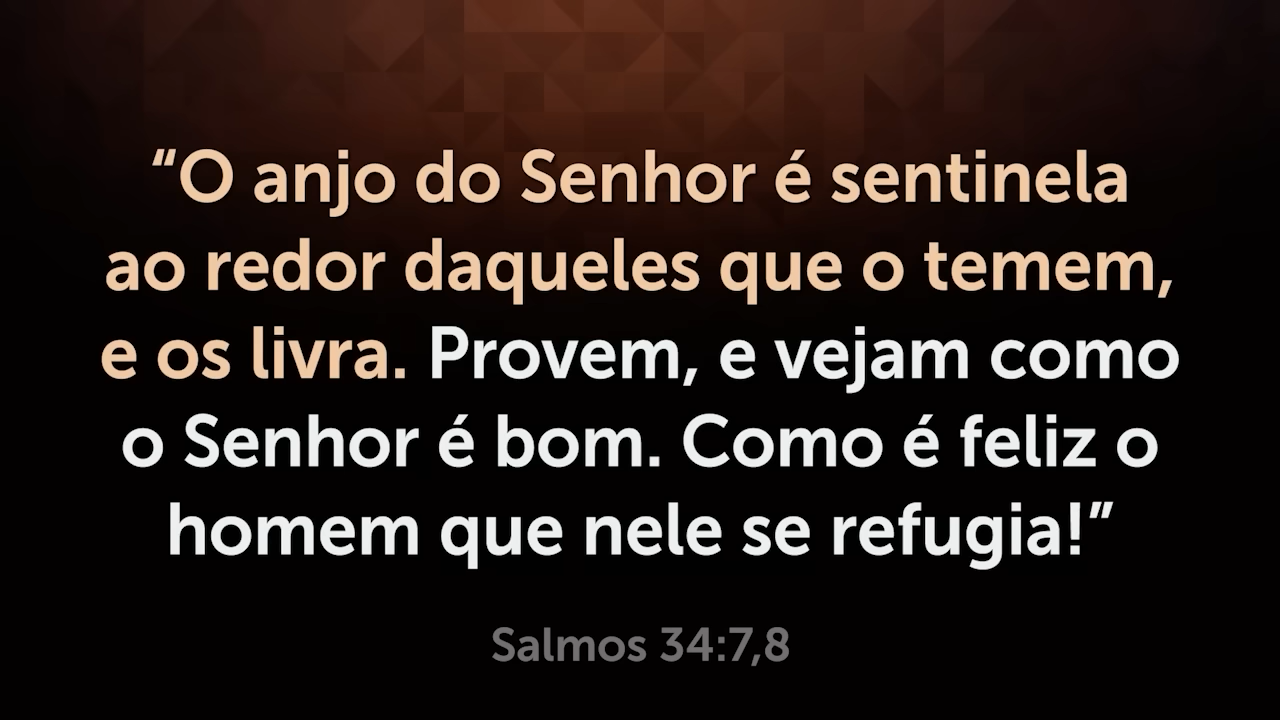 “O anjo do Senhor é sentinela
ao redor daqueles que o temem,
e os livra. Provem, e vejam como
o Senhor é bom. Como é feliz o
homem que nele se refugia!”
Salmos 34:7,8